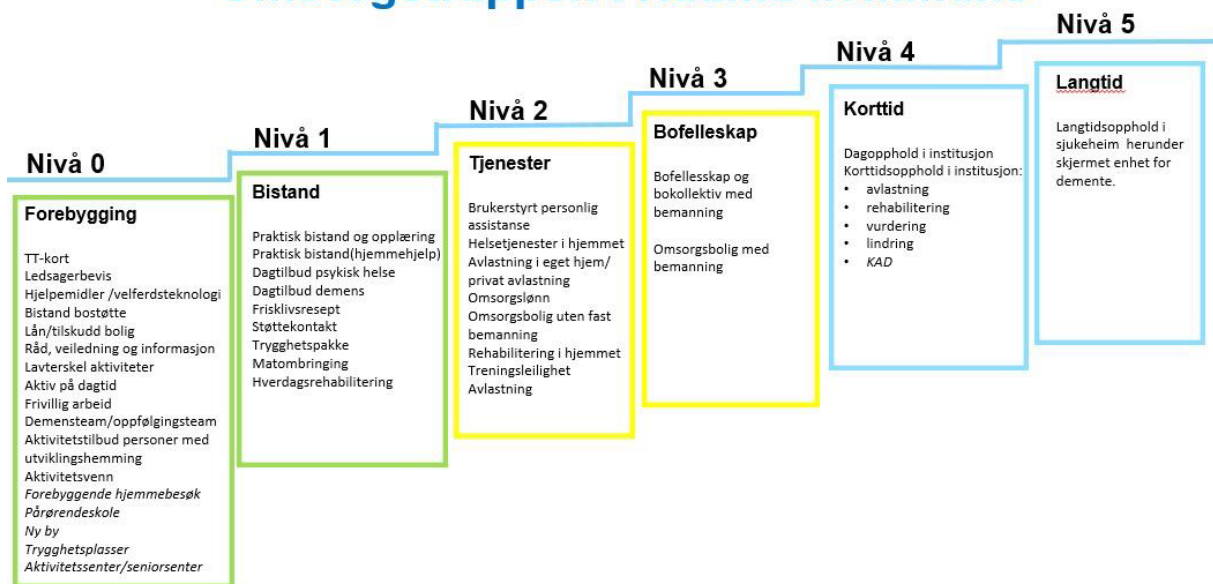 Nivå 0
Forebygging
TT-kort
Ledsagerbevis
Hjelpemidler /velferdsteknologi
Bistand bostøtte
Lån/tilskudd bolig
Råd, veiledning og informasjon
Lavterskel aktiviteter
Aktiv på dagtid
Frivillig arbeid
Demensteam/oppfølgingsteam
Aktivitetstilbud personer med
utviklingshemming
Aktivitetsvenn
Forebyggende hjemmebesøk
Pårørendeskole
Ny by
Trygghetsplasser
Aktivitetssenter/seniorsenter
Nivå 1
Bistand
Praktisk bistand og opplæring
Praktisk bistand(hjemmehjelp)
Dagtilbud psykisk helse
Dagtilbud demens
Frisklivsresept
Støttekontakt
Trygghetspakke
Matombringing
Hverdagsrehabilitering
Nivå 2
Tjenester
Brukerstyrt personlig
assistanse
Helsetjenester i hjemmet
Avlastning i eget hjem/
privat avlastning
Omsorgslønn
Omsorgsbolig uten fast
bemanning
Rehabilitering i hjemmet
Treningsleilighet
Avlastning
Nivå 3
Bofelleskap
Bofellesskap og
bokollektiv med
bemanning
Omsorgsbolig med
bemanning
Nivå 4
Korttid
Dagopphold i institusjon
Korttidsopphold i institusjon:
• avlastning
• rehabilitering
• vurdering
• lindring
• KAD
Nivå 5
Langtid
Langtidsopphold i
sjukeheim herunder
skjermet enhet for
demente.